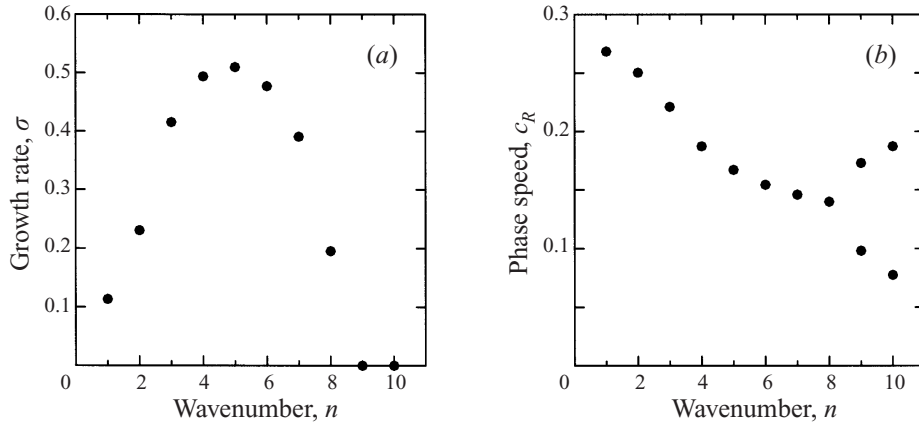 0.6
0.5
0.4
0.3
0.2
0.1
0 2 4 6 8 10
Growth rate, σ
Wavenumber, n
(a)
0.3
0.2
0.1
0
0 2 4 6 8 10
Phase speed, c_R
Wavenumber, n
(b)